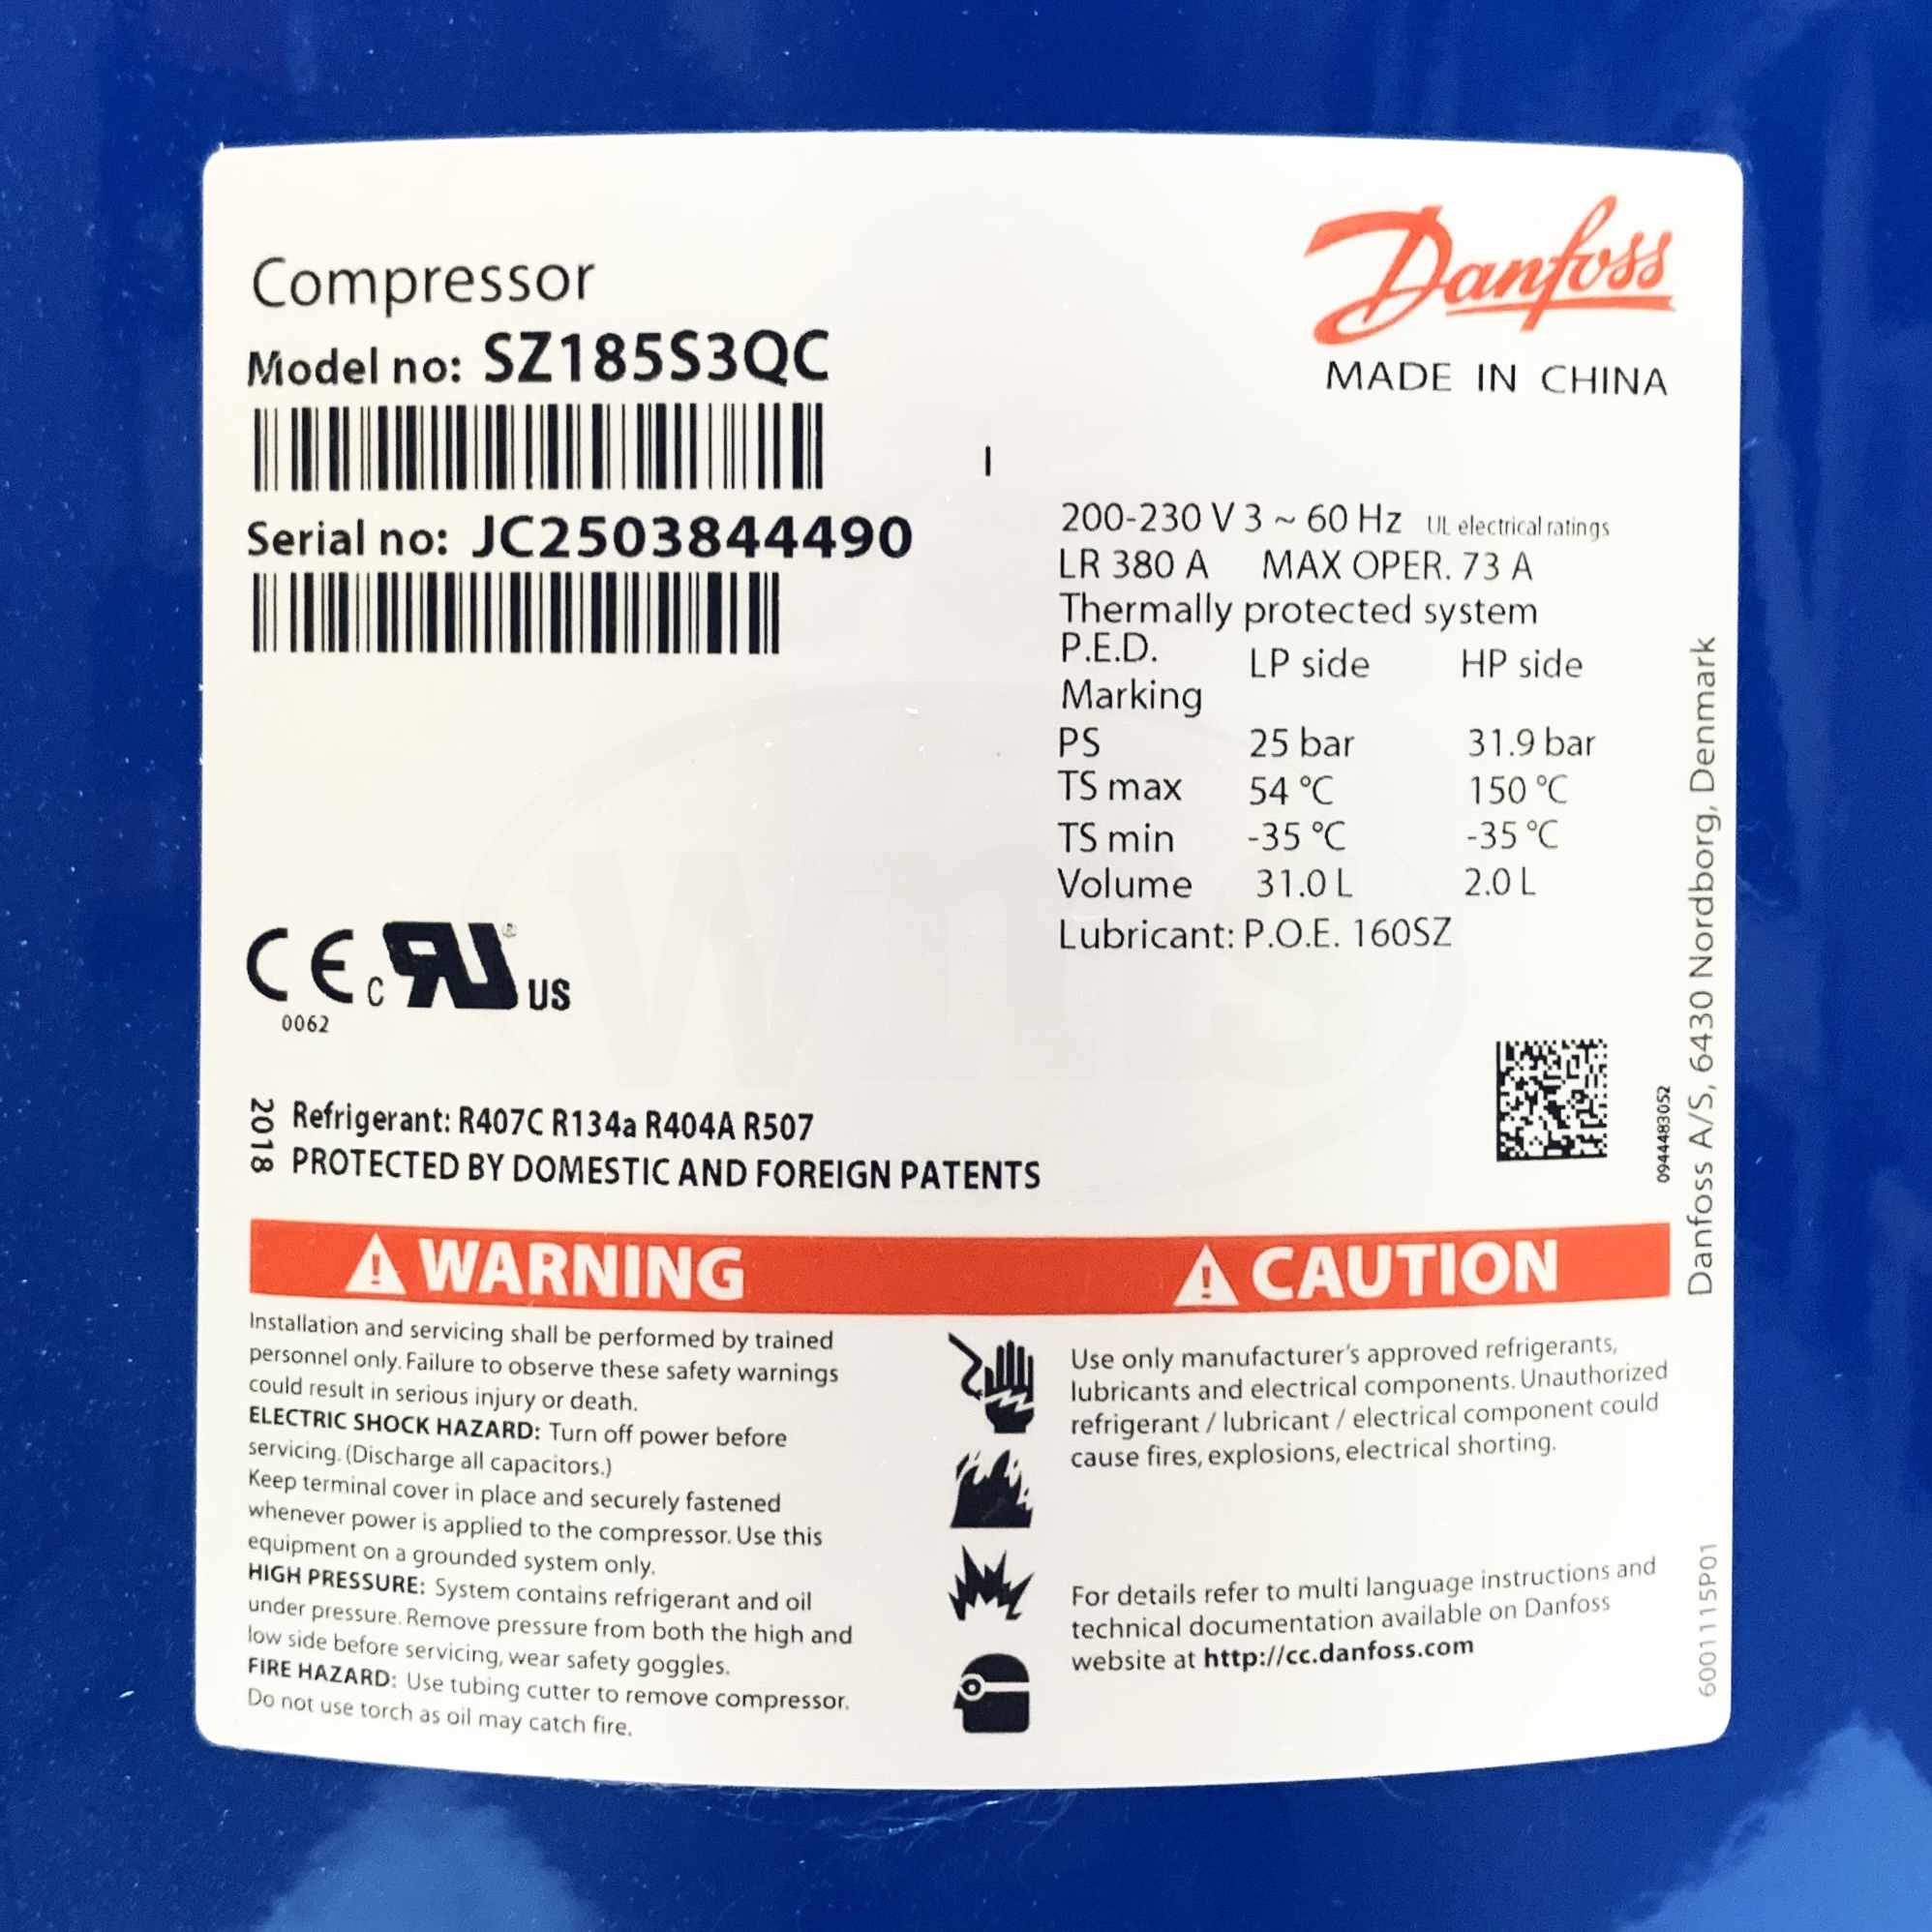 Danfoss
MADE IN CHINA
Compressor
Model no: SZ185S3QC
Serial no: JC2503844490
200-230 V 3 ~ 60 Hz UL electrical ratings
LR 380 A MAX OPER. 73 A
Thermally protected system
P.E.D. LP side HP side
Marking
PS 25 bar 31.9 bar
TS max 54 °C 150 °C
TS min -35 °C -35 °C
Volume 31.0 L 2.0 L
Lubricant: P.O.E. 160SZ
CE c RU ® US
0062
2018
Refrigerant: R407C R134a R404A R507
PROTECTED BY DOMESTIC AND FOREIGN PATENTS
0944483052
Danfoss A/S, 6430 Nordborg, Denmark
WARNING
Installation and servicing shall be performed by trained
personnel only. Failure to observe these safety warnings
could result in serious injury or death.
ELECTRIC SHOCK HAZARD: Turn off power before
servicing. (Discharge all capacitors.)
Keep terminal cover in place and securely fastened
whenever power is applied to the compressor. Use this
equipment on a grounded system only.
HIGH PRESSURE: System contains refrigerant and oil
under pressure. Remove pressure from both the high and
low side before servicing, wear safety goggles.
FIRE HAZARD: Use tubing cutter to remove compressor.
Do not use torch as oil may catch fire.
CAUTION
Use only manufacturer's approved refrigerants,
lubricants and electrical components. Unauthorized
refrigerant / lubricant / electrical component could
cause fires, explosions, electrical shorting.
For details refer to multi language instructions and
technical documentation available on Danfoss
website at http://cc.danfoss.com
6001115P01